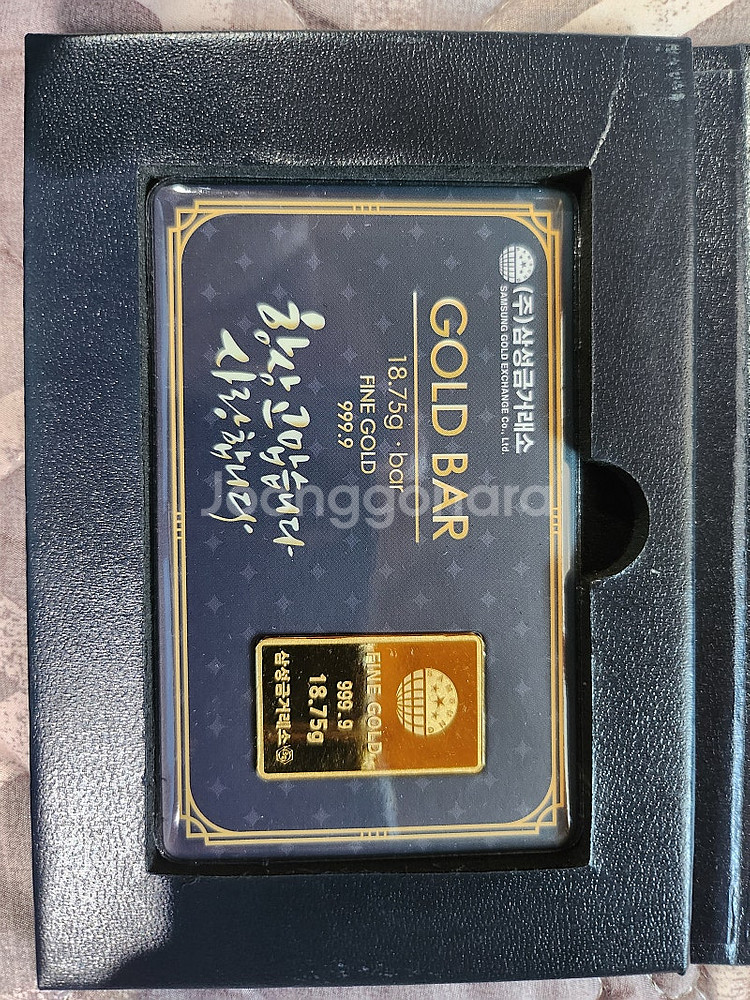 (주)삼성금거래소
SAMSUNG GOLD EXCHANGE Co., Ltd.
GOLD BAR
18.75g · bar
FINE GOLD
999.9
항상 고맙습니다
사랑합니다
Joonggonara
FINE GOLD
999.9
18.75g
삼성금거래소